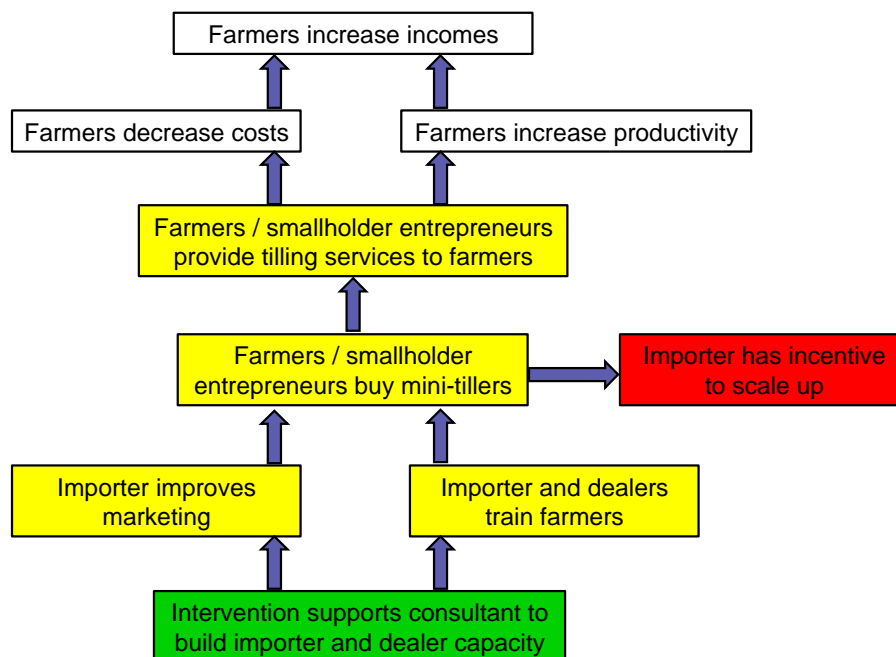 Farmers increase incomes
Farmers decrease costs
Farmers increase productivity
Farmers / smallholder entrepreneurs
provide tilling services to farmers
Farmers / smallholder
entrepreneurs buy mini-tillers
Importer has incentive
to scale up
Importer improves
marketing
Importer and dealers
train farmers
Intervention supports consultant to
build importer and dealer capacity